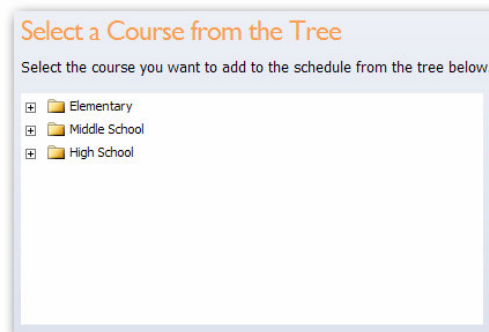 Select a Course from the Tree
Select the course you want to add to the schedule from the tree below
Elementary
Middle School
High School